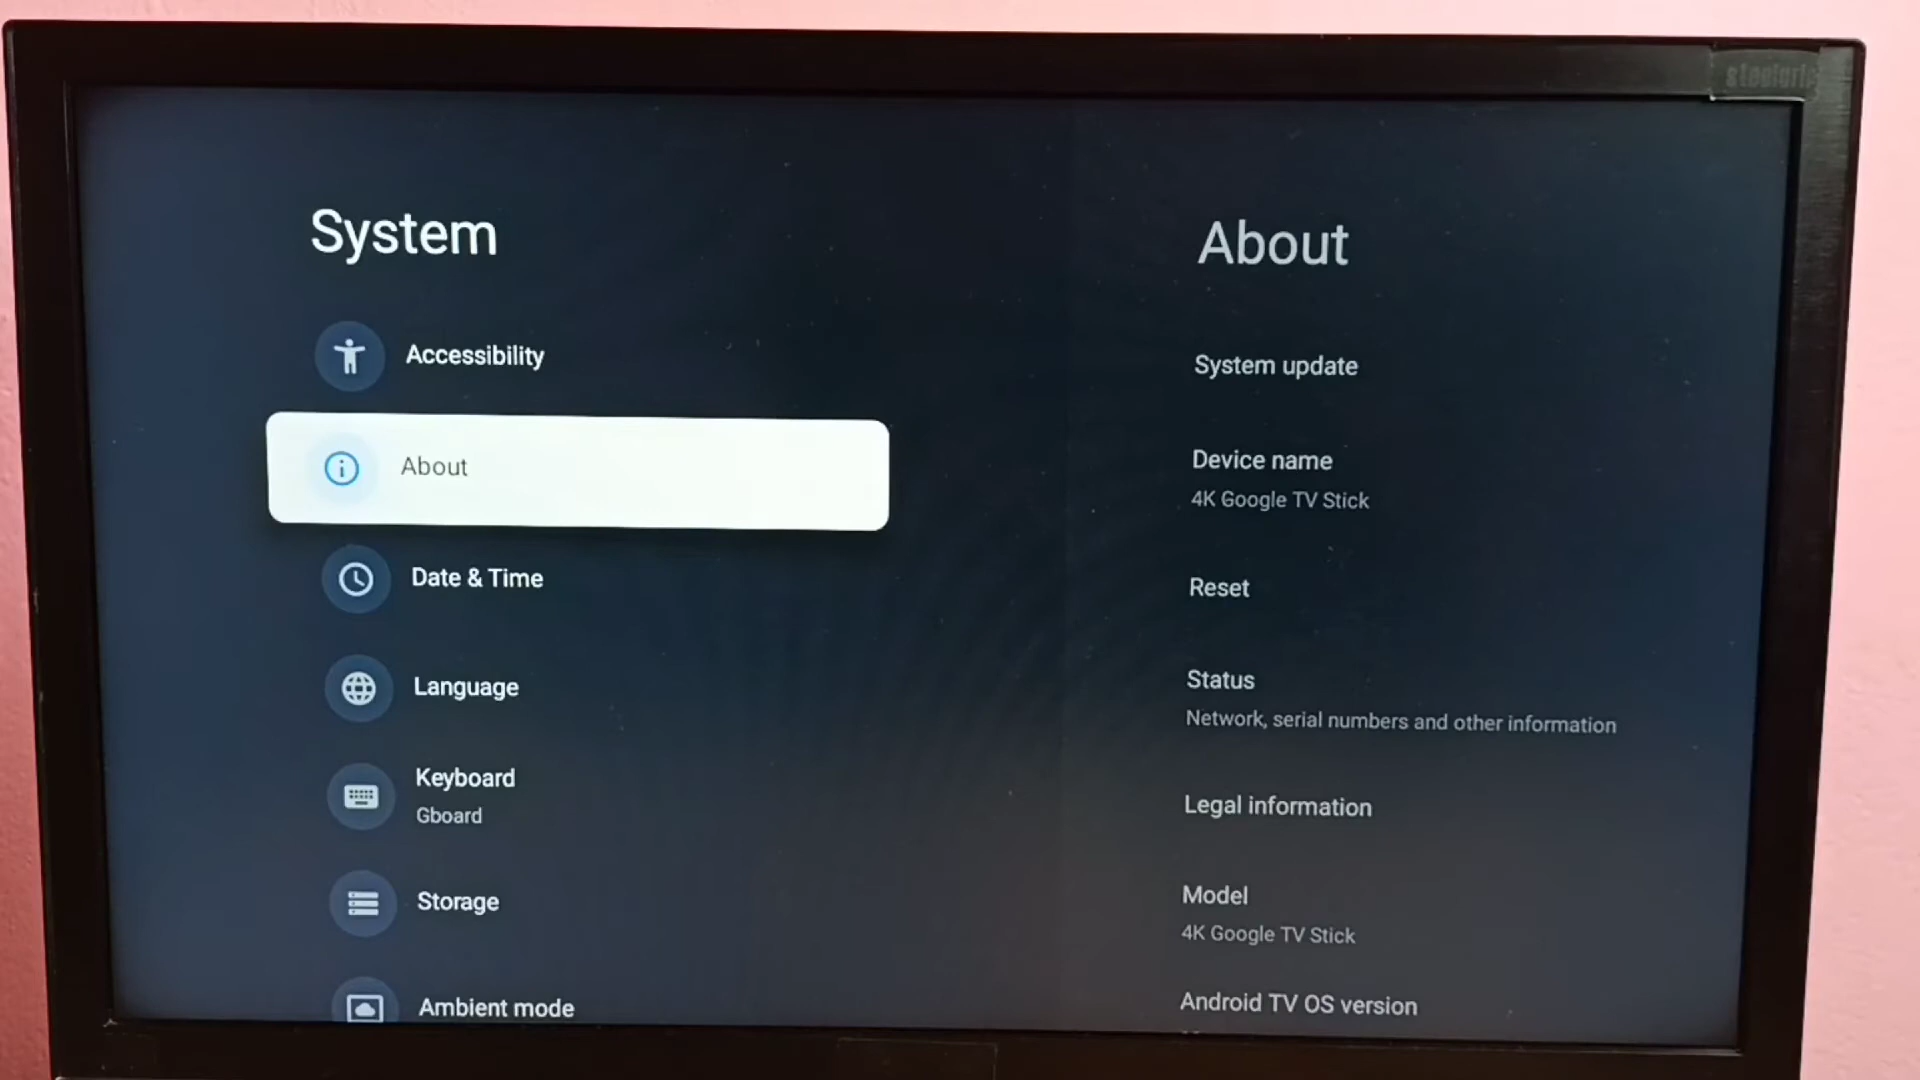 System
Accessibility
About
Date & Time
Language
Keyboard
Gboard
Storage
Ambient mode
About
System update
Device name
4K Google TV Stick
Reset
Status
Network, serial numbers and other information
Legal information
Model
4K Google TV Stick
Android TV OS version